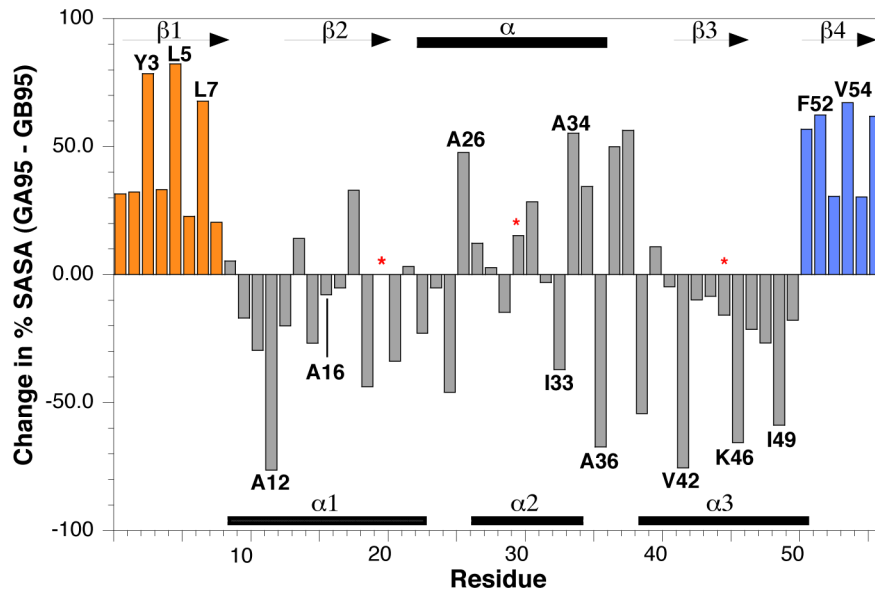 100
β1
β2
α
β3
β4
Y3
L5
L7
F52
V54
A26
A34
50.0
*
*
*
0.00
A16
I33
-50.0
A12
A36
V42
K46
I49
α1
α2
α3
-100
10
20
30
40
50
Residue
Change in % SASA (GA95 - GB95)